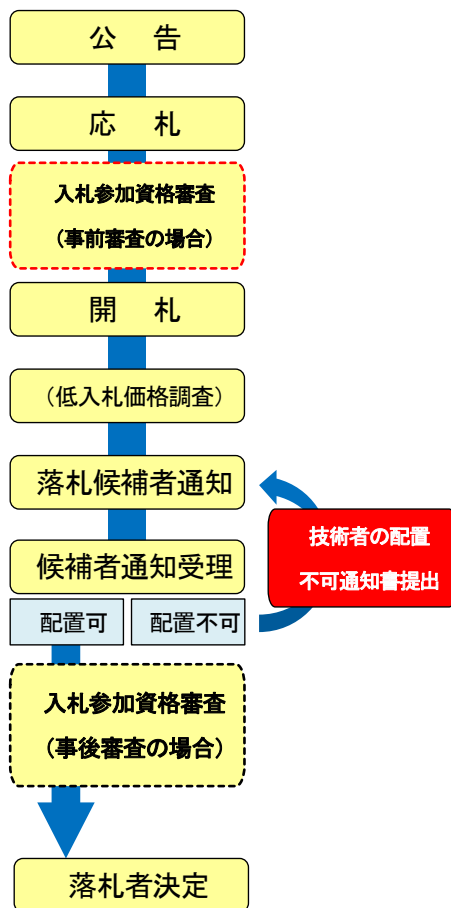 公　告
応　札
入札参加資格審査
（事前審査の場合）
開　札
（低入札価格調査）
落札候補者通知
技術者の配置
不可通知書提出
候補者通知受理
配置可
配置不可
入札参加資格審査
（事後審査の場合）
落札者決定